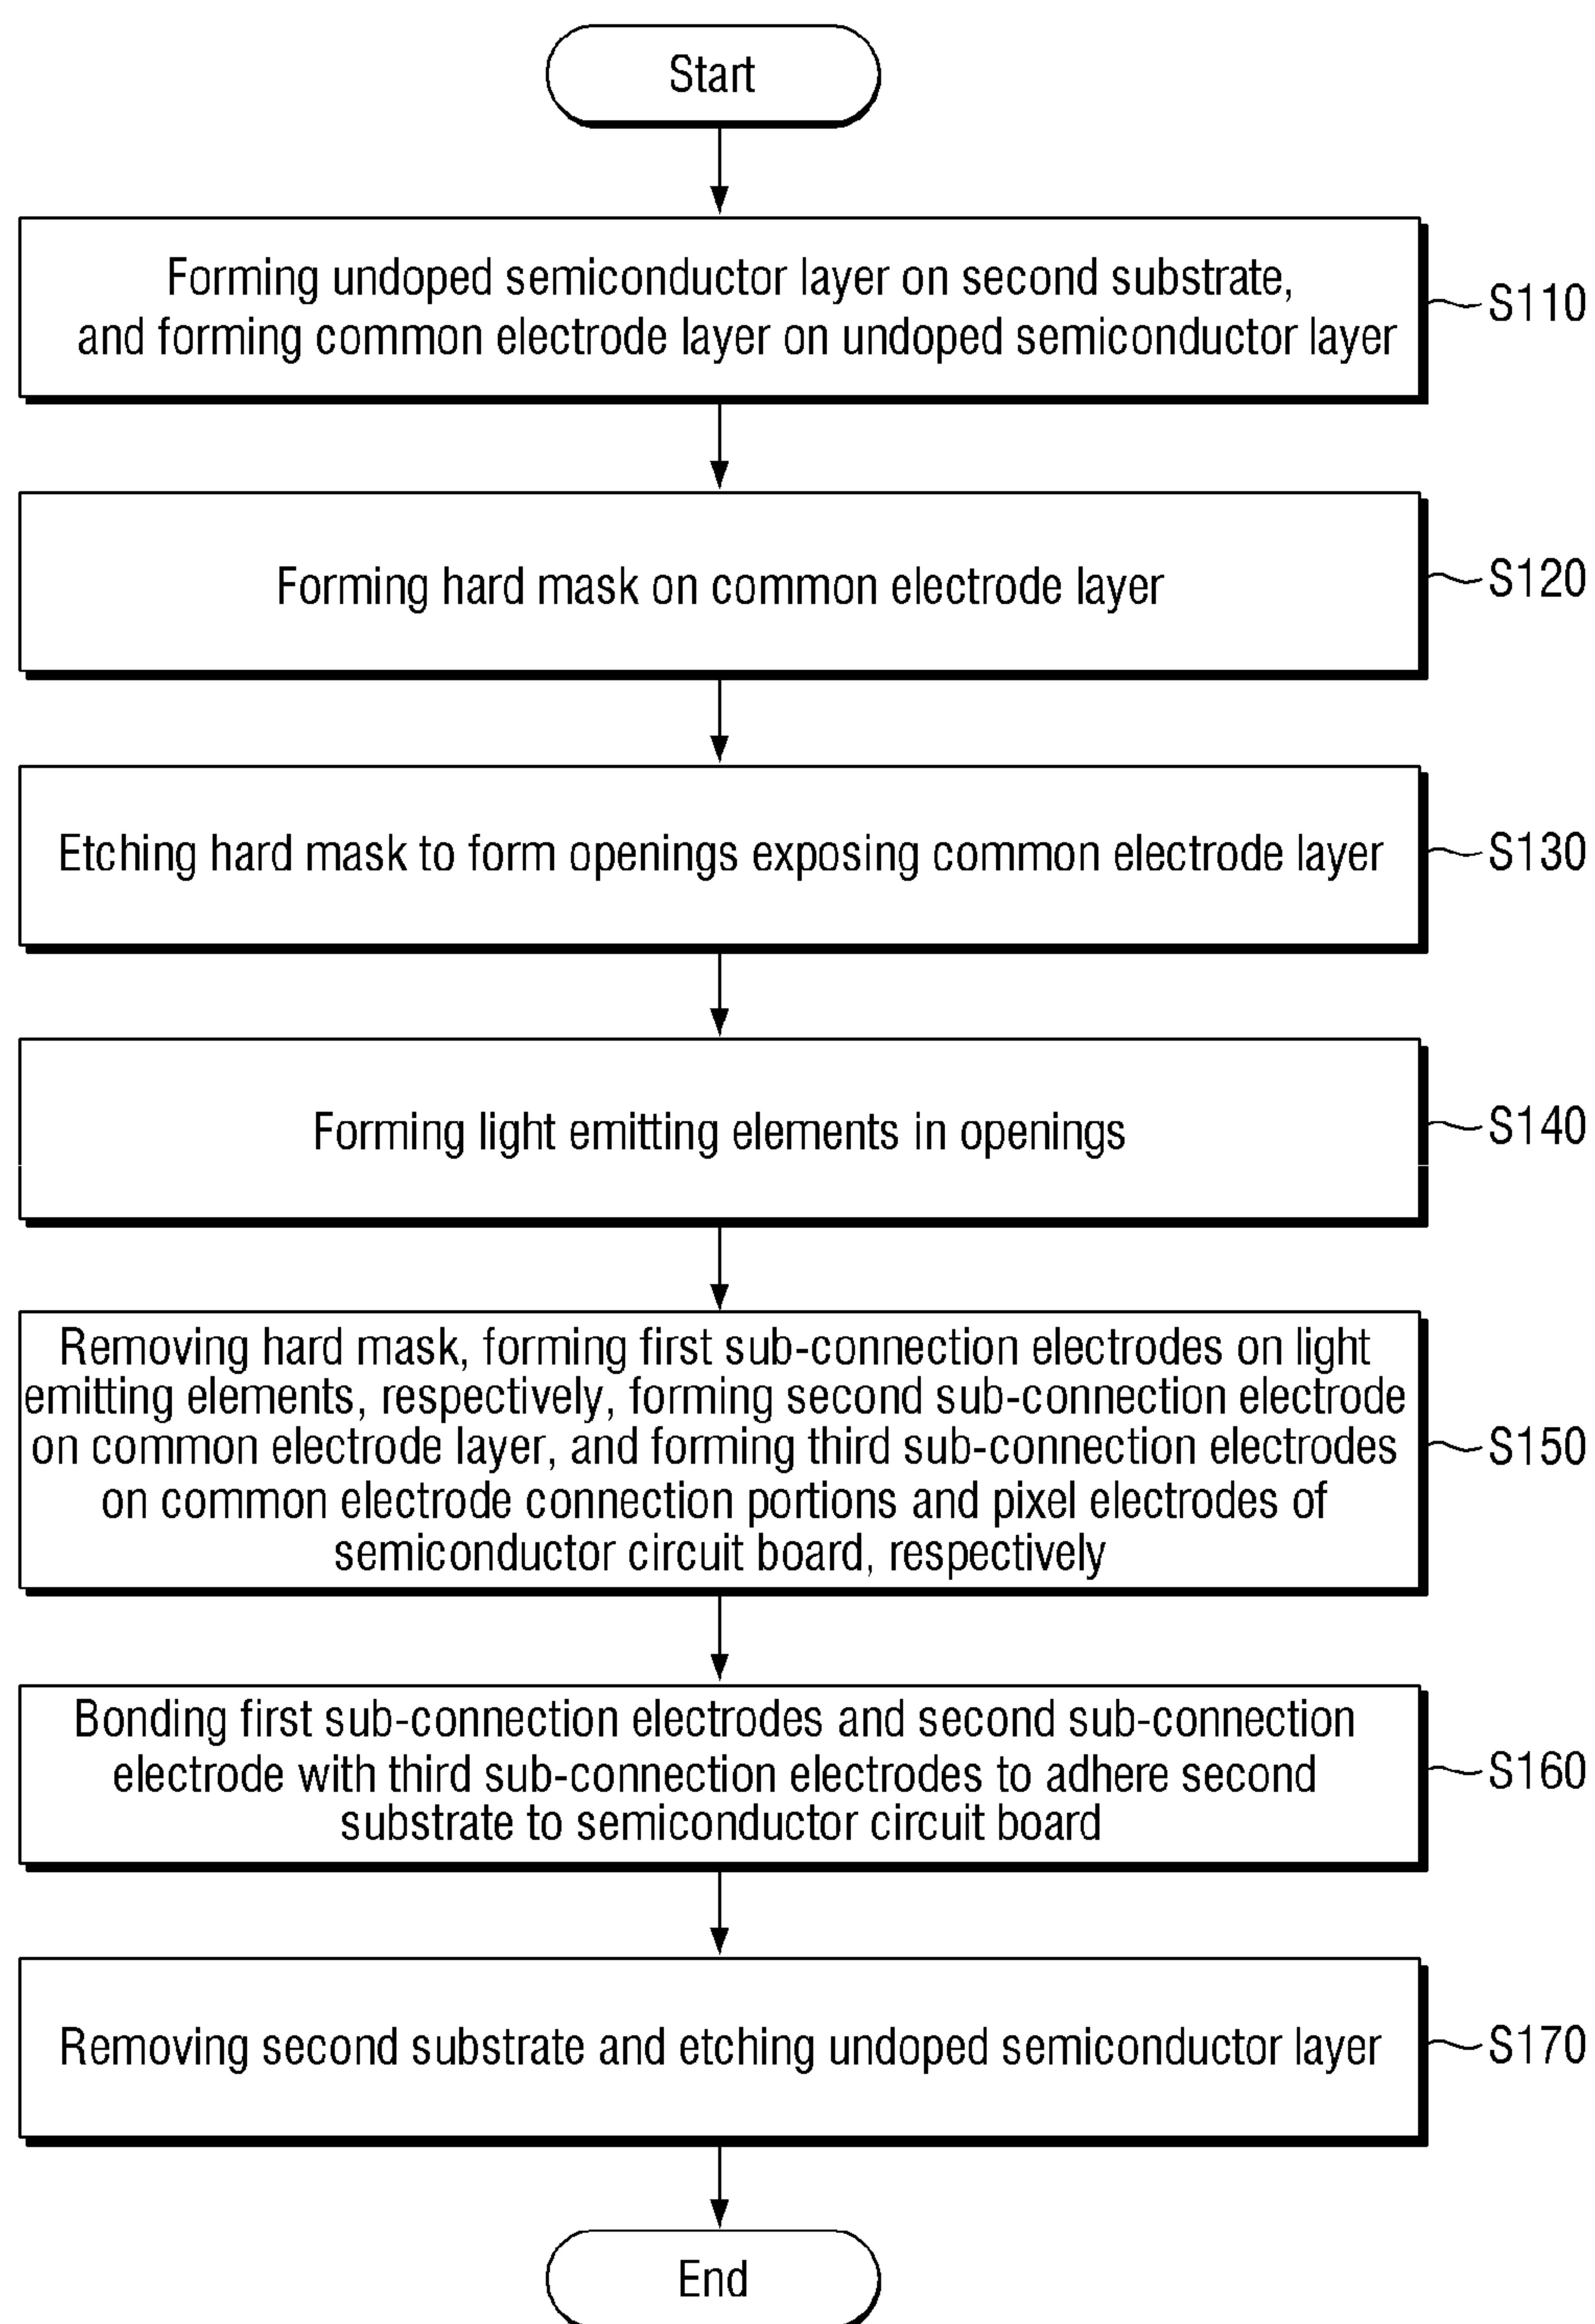 Start
Forming undoped semiconductor layer on second substrate,
and forming common electrode layer on undoped semiconductor layer
S110
Forming hard mask on common electrode layer
S120
Etching hard mask to form openings exposing common electrode layer
S130
Forming light emitting elements in openings
S140
Removing hard mask, forming first sub-connection electrodes on light
emitting elements, respectively, forming second sub-connection electrode
on common electrode layer, and forming third sub-connection electrodes
on common electrode connection portions and pixel electrodes of
semiconductor circuit board, respectively
S150
Bonding first sub-connection electrodes and second sub-connection
electrode with third sub-connection electrodes to adhere second
substrate to semiconductor circuit board
S160
Removing second substrate and etching undoped semiconductor layer
S170
End